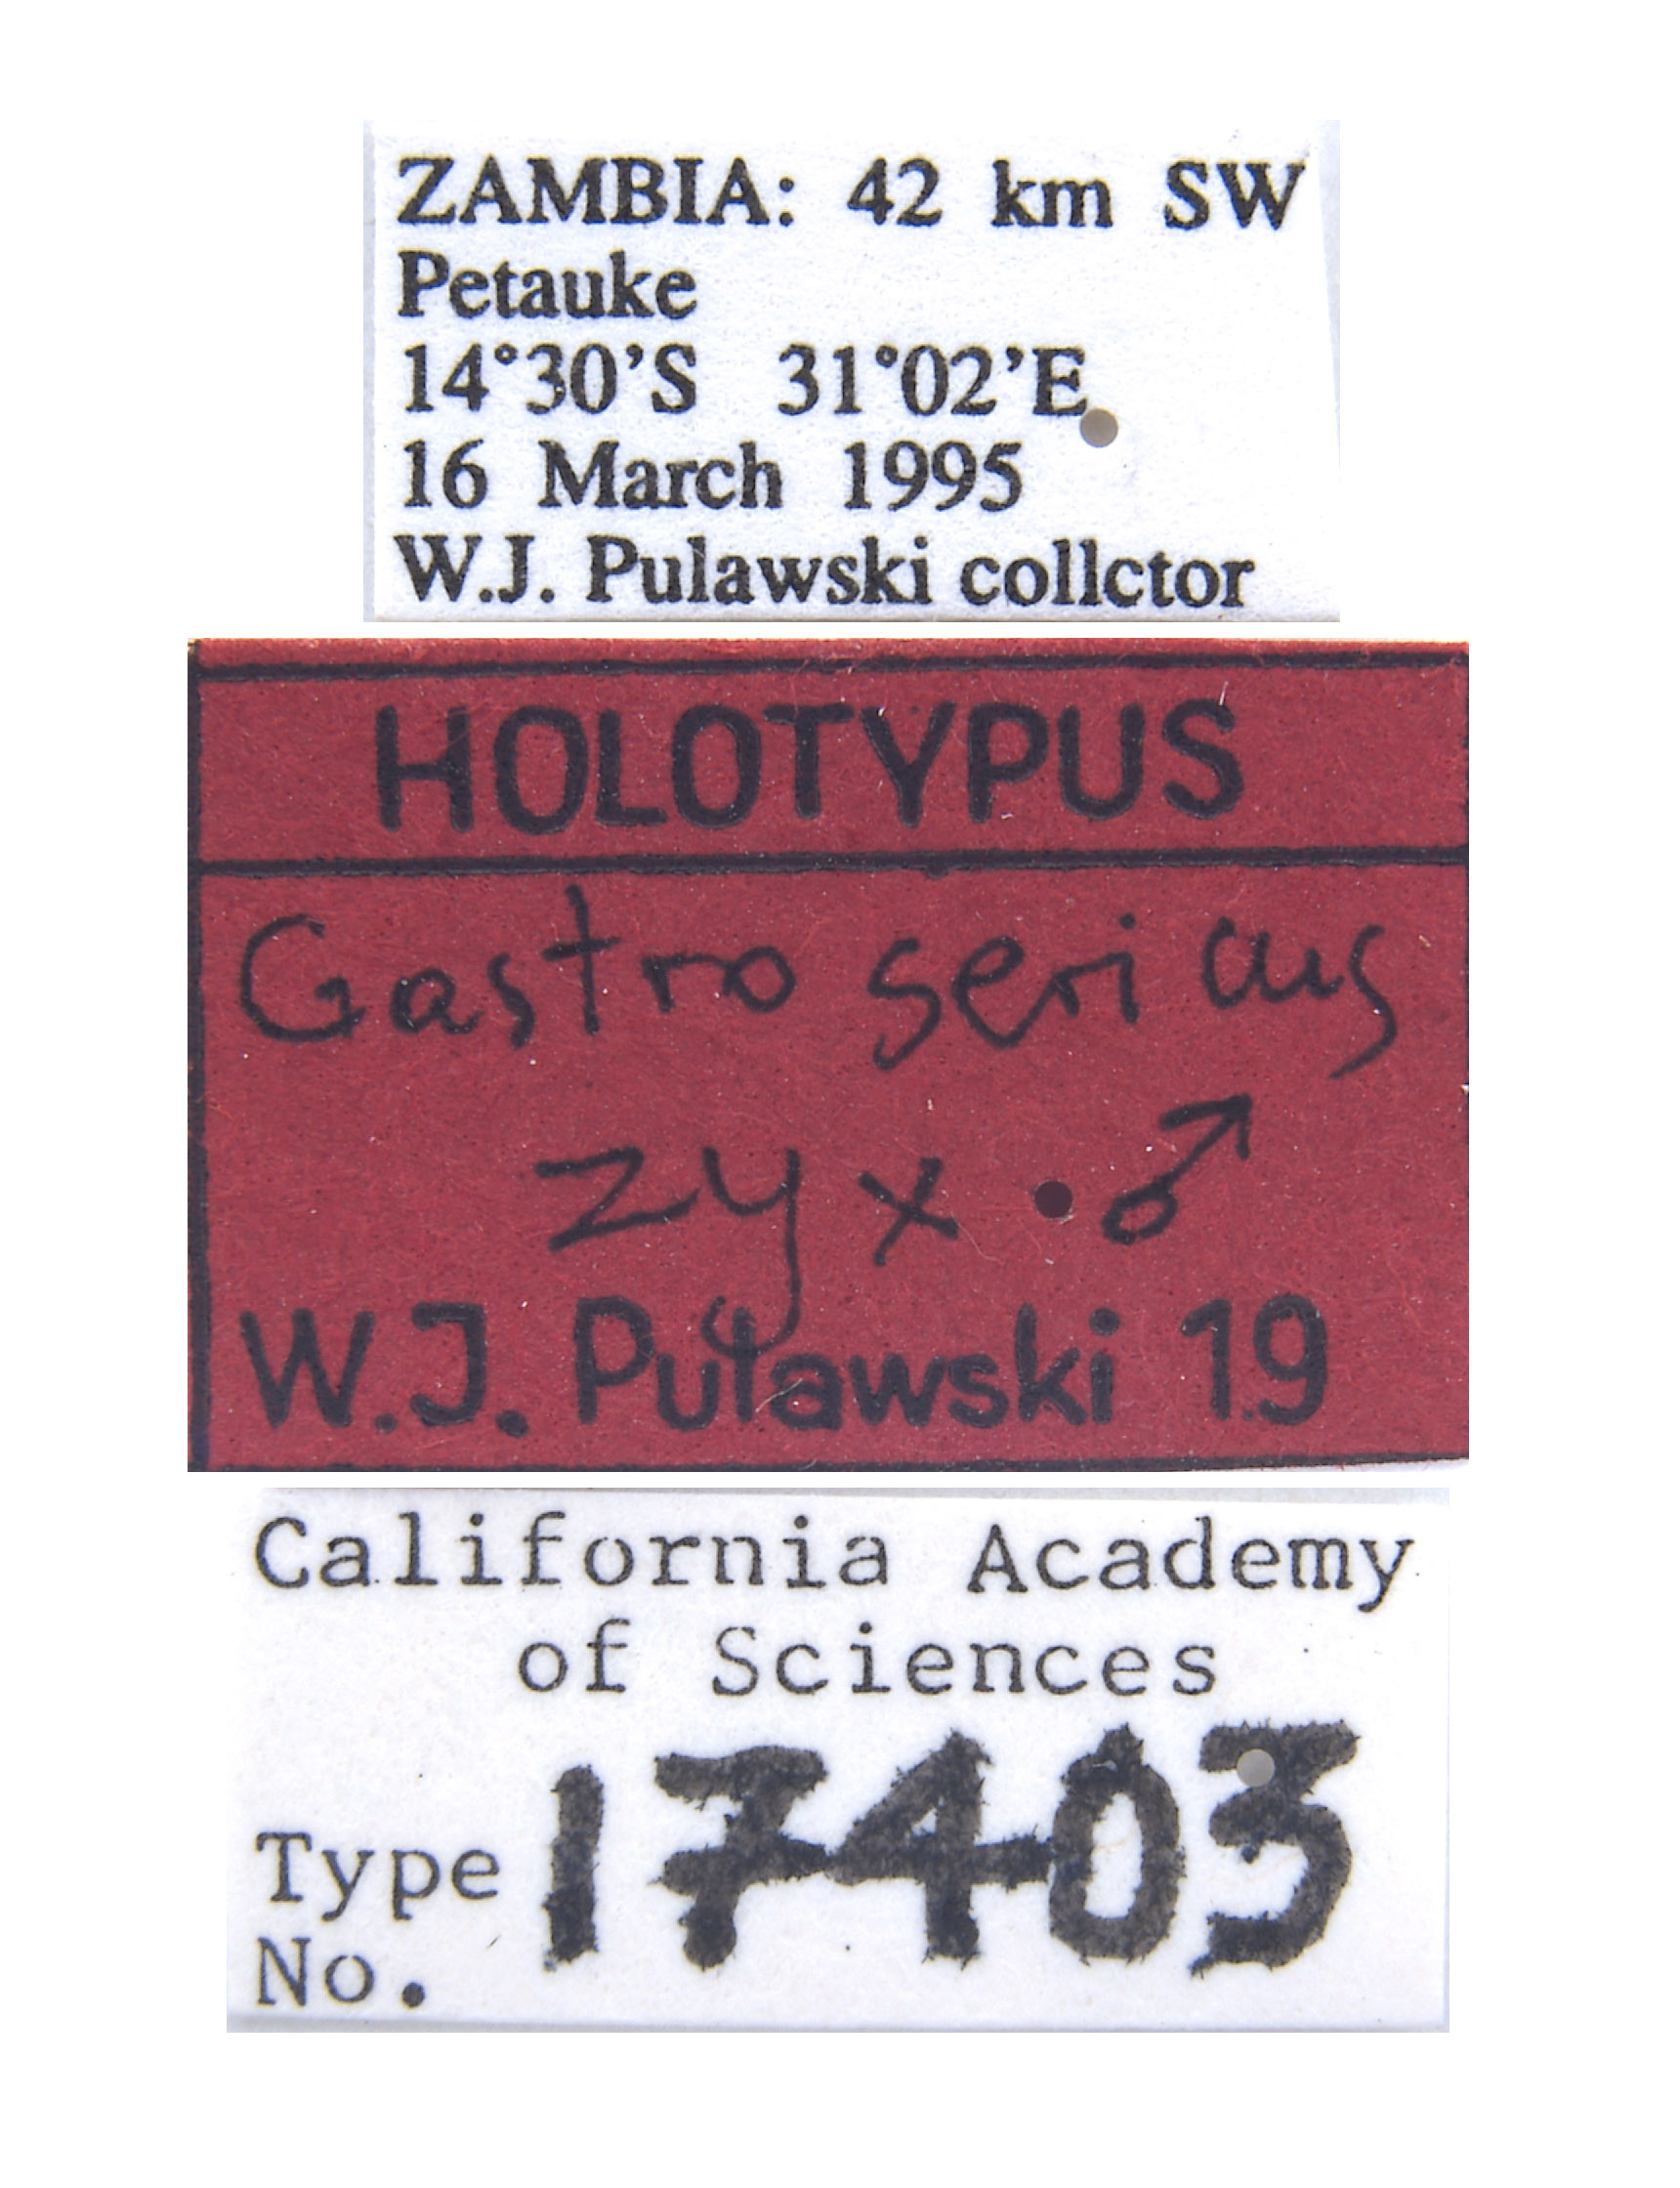 ZAMBIA: 42 km SW
Petauke
14°30'S 31°02'E
16 March 1995
W.J. Pulawski collctor
HOLOTYPUS
Gastrosericus
zyx ♂
W.J. Puławski 19
California Academy
of Sciences
Type 17403
No.